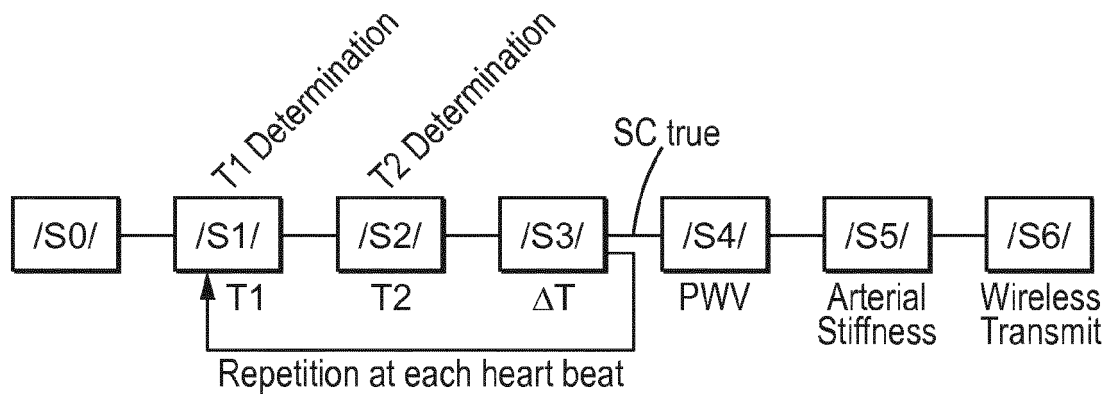 T1 Determination
T2 Determination
SC true
/S0/
/S1/
/S2/
/S3/
/S4/
/S5/
/S6/
T1
T2
ΔT
PWV
Arterial
Stiffness
Wireless
Transmit
Repetition at each heart beat